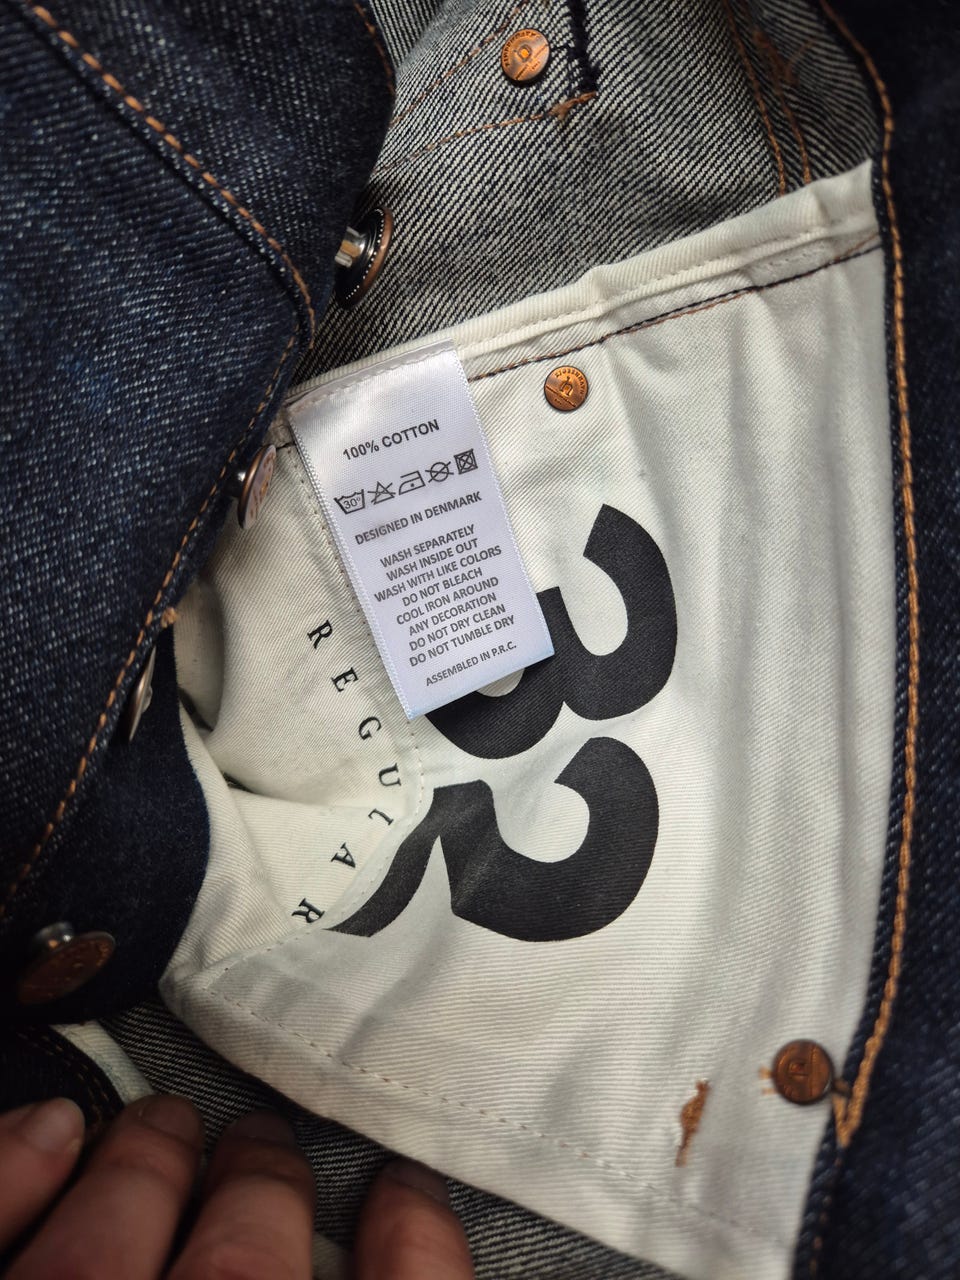 100% COTTON
30°
DESIGNED IN DENMARK
WASH SEPARATELY
WASH INSIDE OUT
WASH WITH LIKE COLORS
DO NOT BLEACH
COOL IRON AROUND
ANY DECORATION
DO NOT DRY CLEAN
DO NOT TUMBLE DRY
ASSEMBLED IN P.R.C.
REGULAR
32